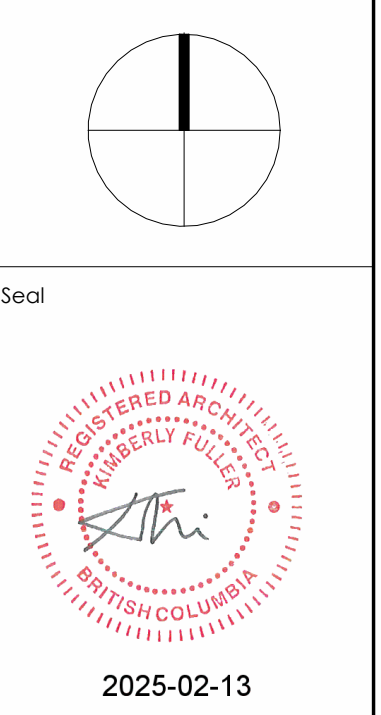 Seal
REGISTERED ARCHITECT
KIMBERLY FULLER
BRITISH COLUMBIA
2025-02-13